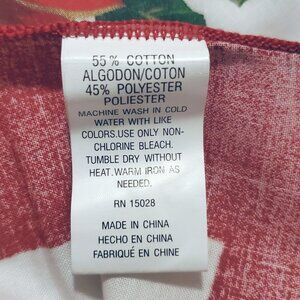 55% COTTON
ALGODON/COTON
45% POLYESTER
POLIESTER
MACHINE WASH IN COLD
WATER WITH LIKE
COLORS.USE ONLY NON-
CHLORINE BLEACH.
TUMBLE DRY WITHOUT
HEAT.WARM IRON AS
NEEDED.
RN 15028
MADE IN CHINA
HECHO EN CHINA
FABRIQUÉ EN CHINE